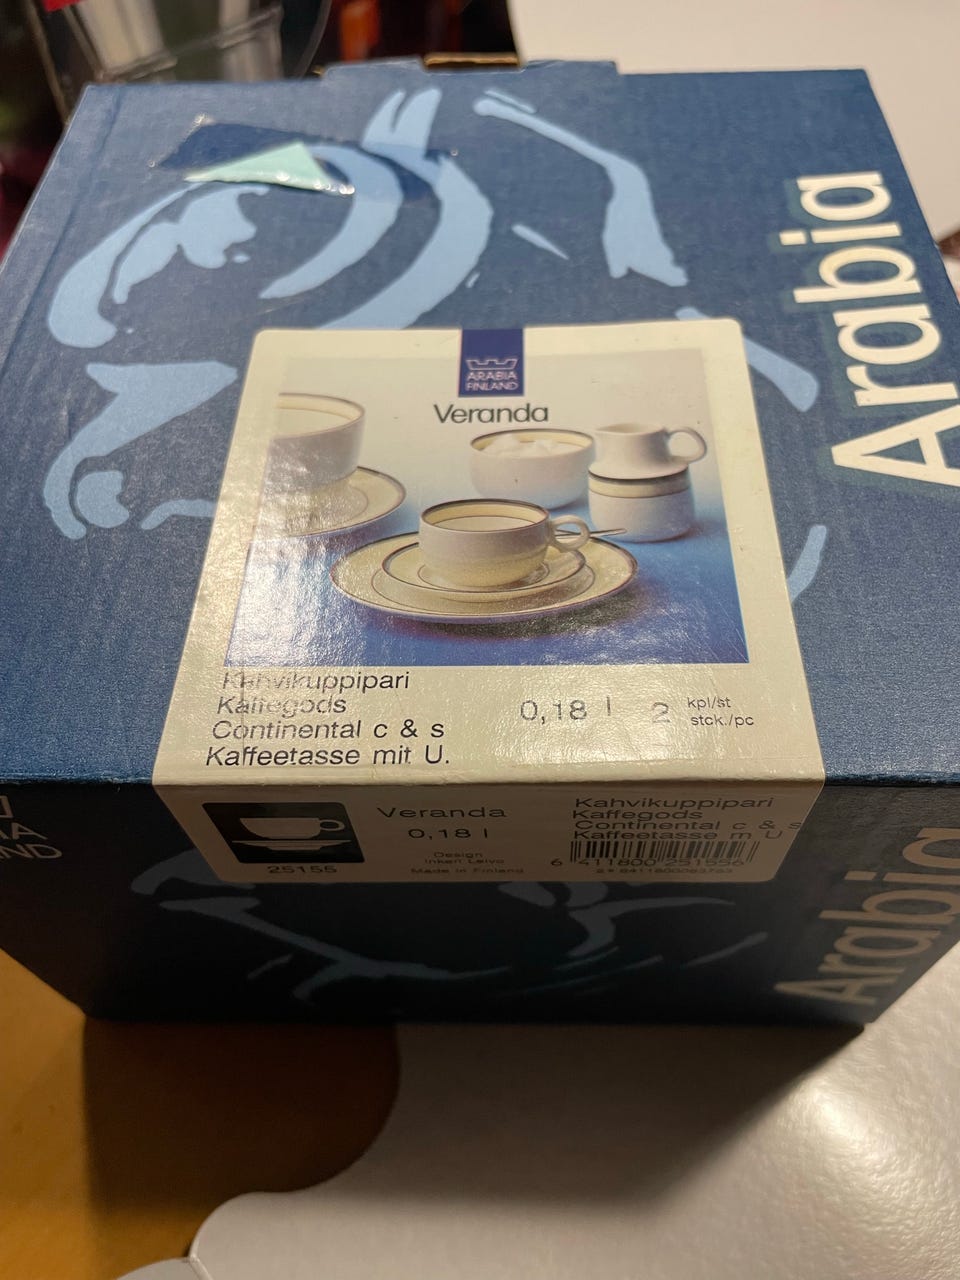 Arabia
ARABIA
FINLAND
Veranda
Kahvikuppipari
Kaffegods
Continental c & s
Kaffeetasse mit U.
0,18 l 2 kpl/st
stck./pc
25155
Veranda
0,18 l
Design
Inkeri Leivo
Made in Finland
Kahvikuppipari
Kaffegods
Continental c & s
Kaffeetasse m U
6 411800 251556
Arabia